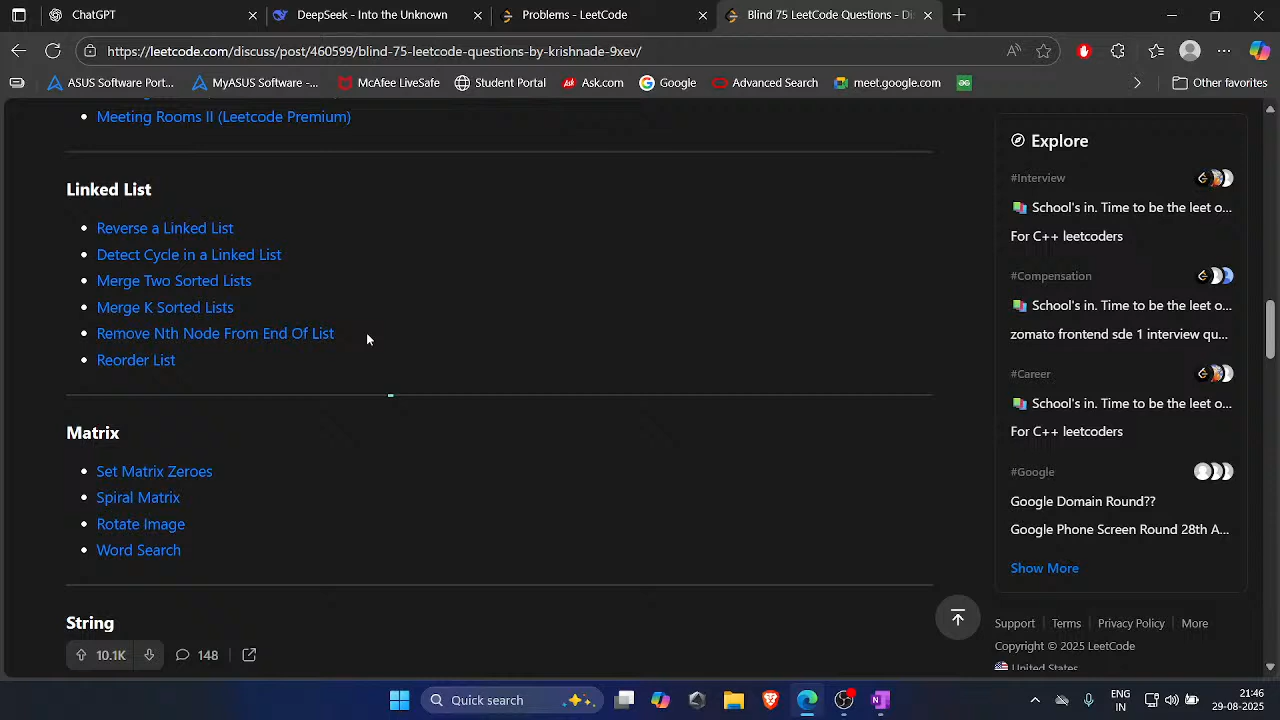 ChatGPT
DeepSeek - Into the Unknown
Problems - LeetCode
Blind 75 LeetCode Questions - Di
https://leetcode.com/discuss/post/460599/blind-75-leetcode-questions-by-krishnade-9xev/
ASUS Software Port...
MyASUS Software -...
McAfee LiveSafe
Student Portal
Ask.com
Google
Advanced Search
meet.google.com
Other favorites
Meeting Rooms II (Leetcode Premium)
Linked List
Reverse a Linked List
Detect Cycle in a Linked List
Merge Two Sorted Lists
Merge K Sorted Lists
Remove Nth Node From End Of List
Reorder List
Matrix
Set Matrix Zeroes
Spiral Matrix
Rotate Image
Word Search
String
10.1K
148
Explore
#Interview
School's in. Time to be the leet o...
For C++ leetcoders
#Compensation
School's in. Time to be the leet o...
zomato frontend sde 1 interview qu...
#Career
School's in. Time to be the leet o...
For C++ leetcoders
#Google
Google Domain Round??
Google Phone Screen Round 28th A...
Show More
Support | Terms | Privacy Policy | More
Copyright © 2025 LeetCode
United States
Quick search
ENG
IN
21:46
29-08-2025